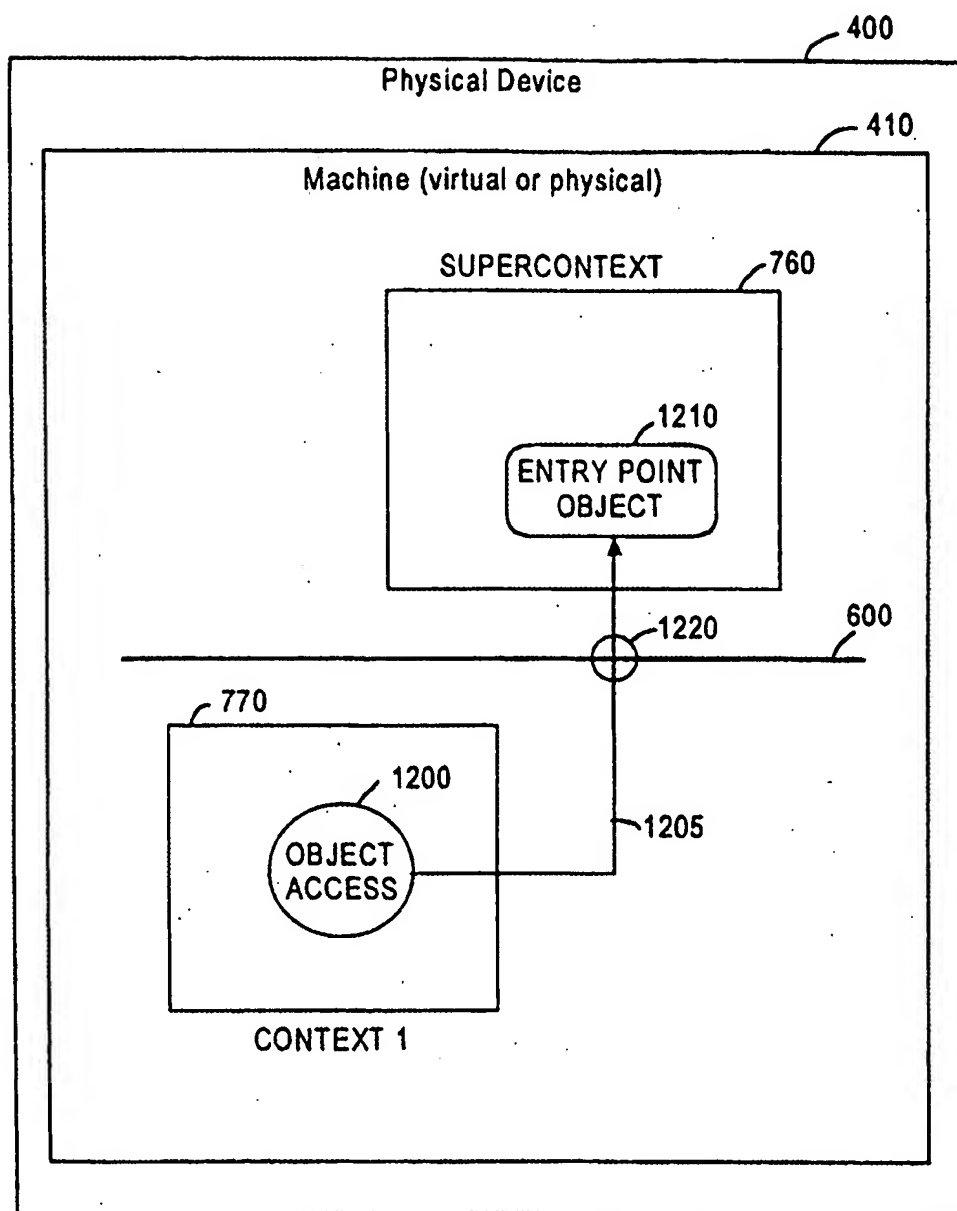 400
Physical Device
410
Machine (virtual or physical)
SUPERCONTEXT
760
1210
ENTRY POINT
OBJECT
1220
600
770
1200
OBJECT
ACCESS
1205
CONTEXT 1